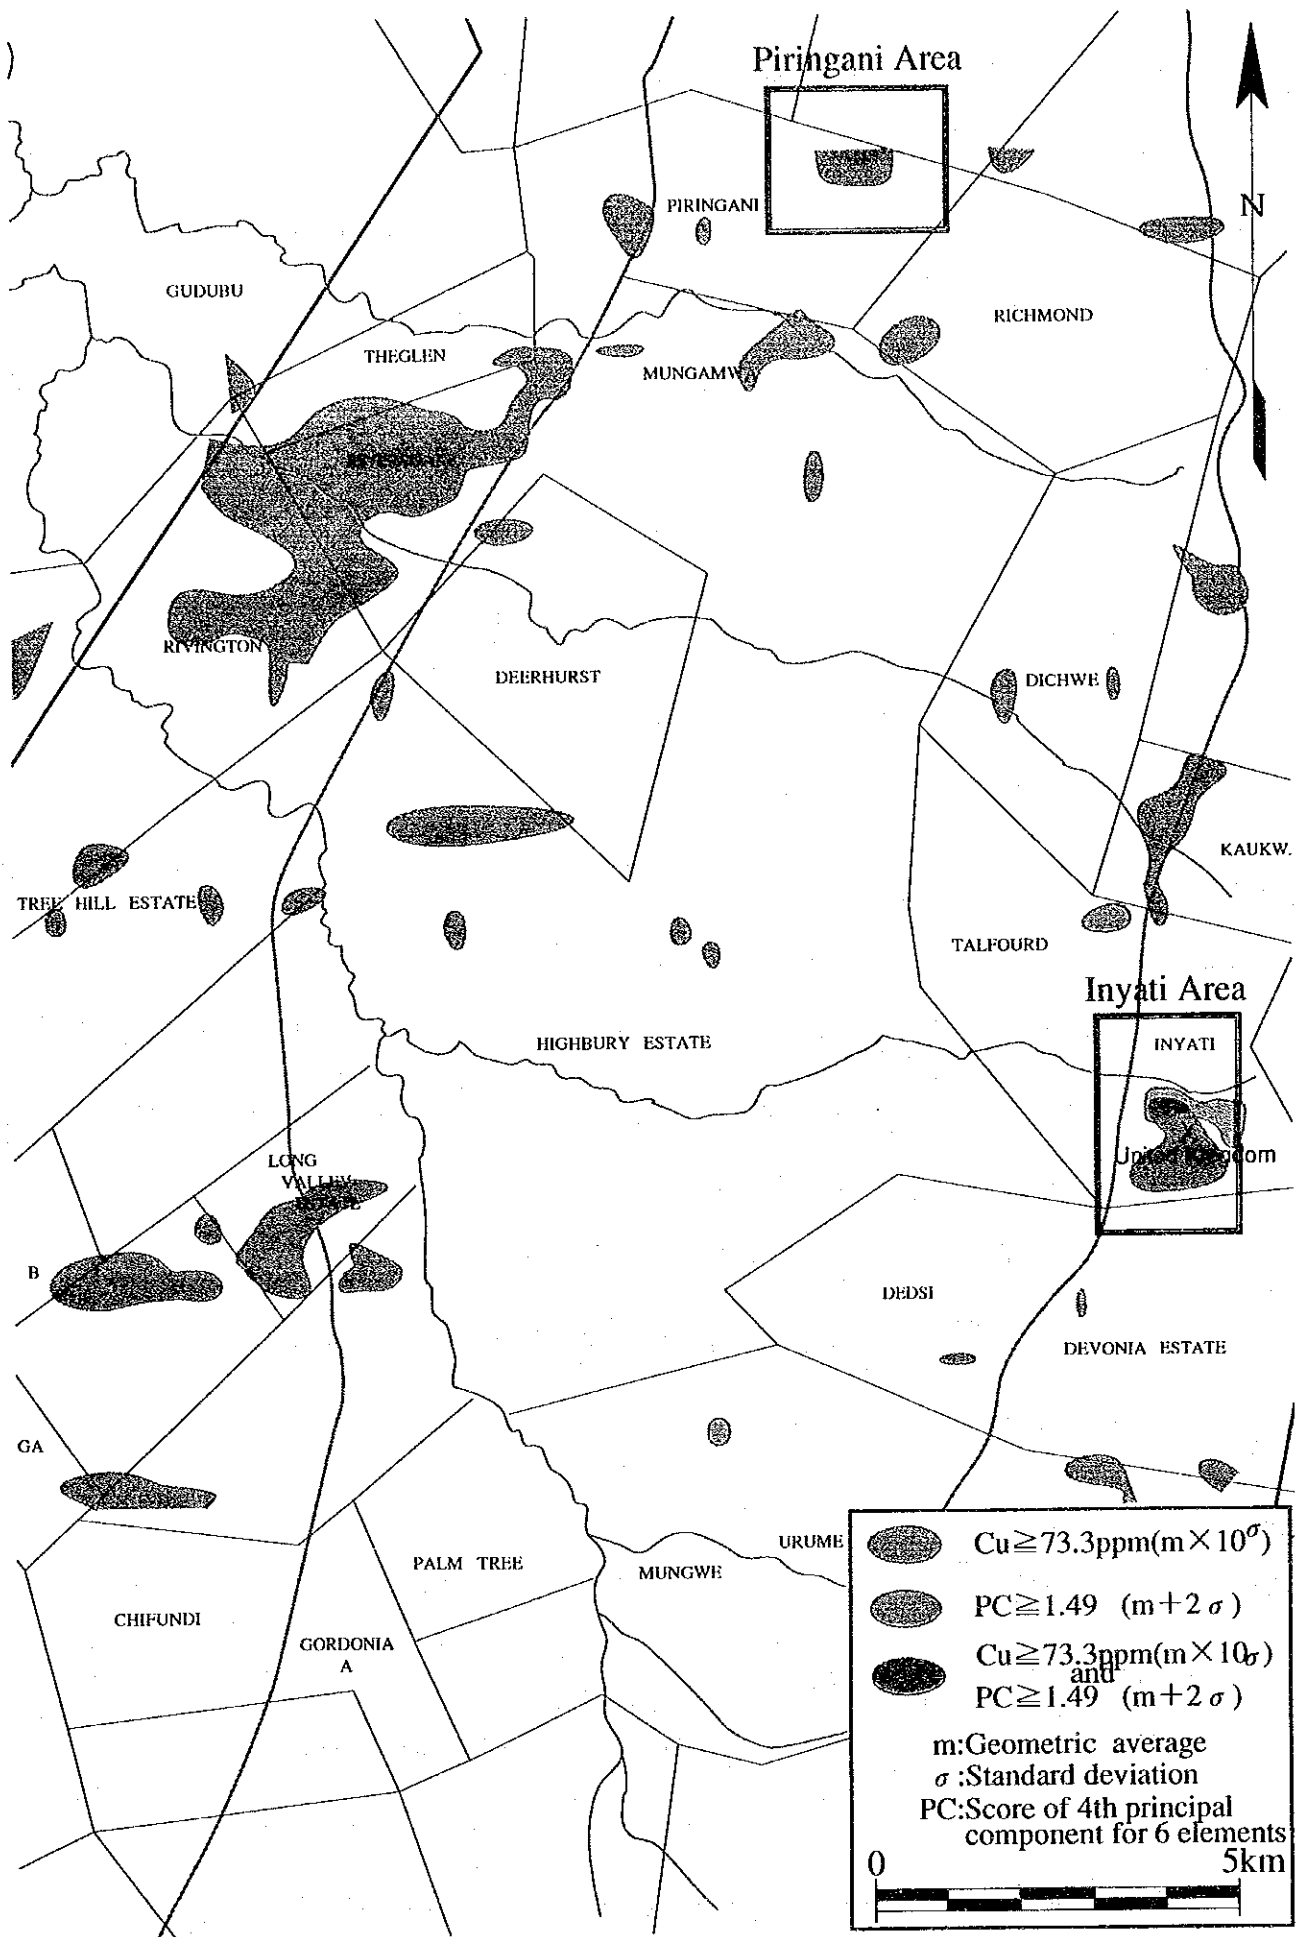 Piringani Area
N
PIRINGANI
GUDUBU
RICHMOND
THEGLEN
MUNGAMWA
RIVINGTON
DEERHURST
DICHWE
KAUKW.
TREE HILL ESTATE
TALFOURD
Inyati Area
HIGHBURY ESTATE
INYATI
United Kingdom
LONG
VALLEY
ESTATE
B
DEDSI
DEVONIA ESTATE
GA
URUME
PALM TREE
MUNGWE
CHIFUNDI
GORDONIA
A
Cu≧73.3ppm(m×10σ)
PC≧1.49 (m+2σ)
Cu≧73.3ppm(m×10σ)
and
PC≧1.49 (m+2σ)
m:Geometric average
σ:Standard deviation
PC:Score of 4th principal
component for 6 elements
0 5km